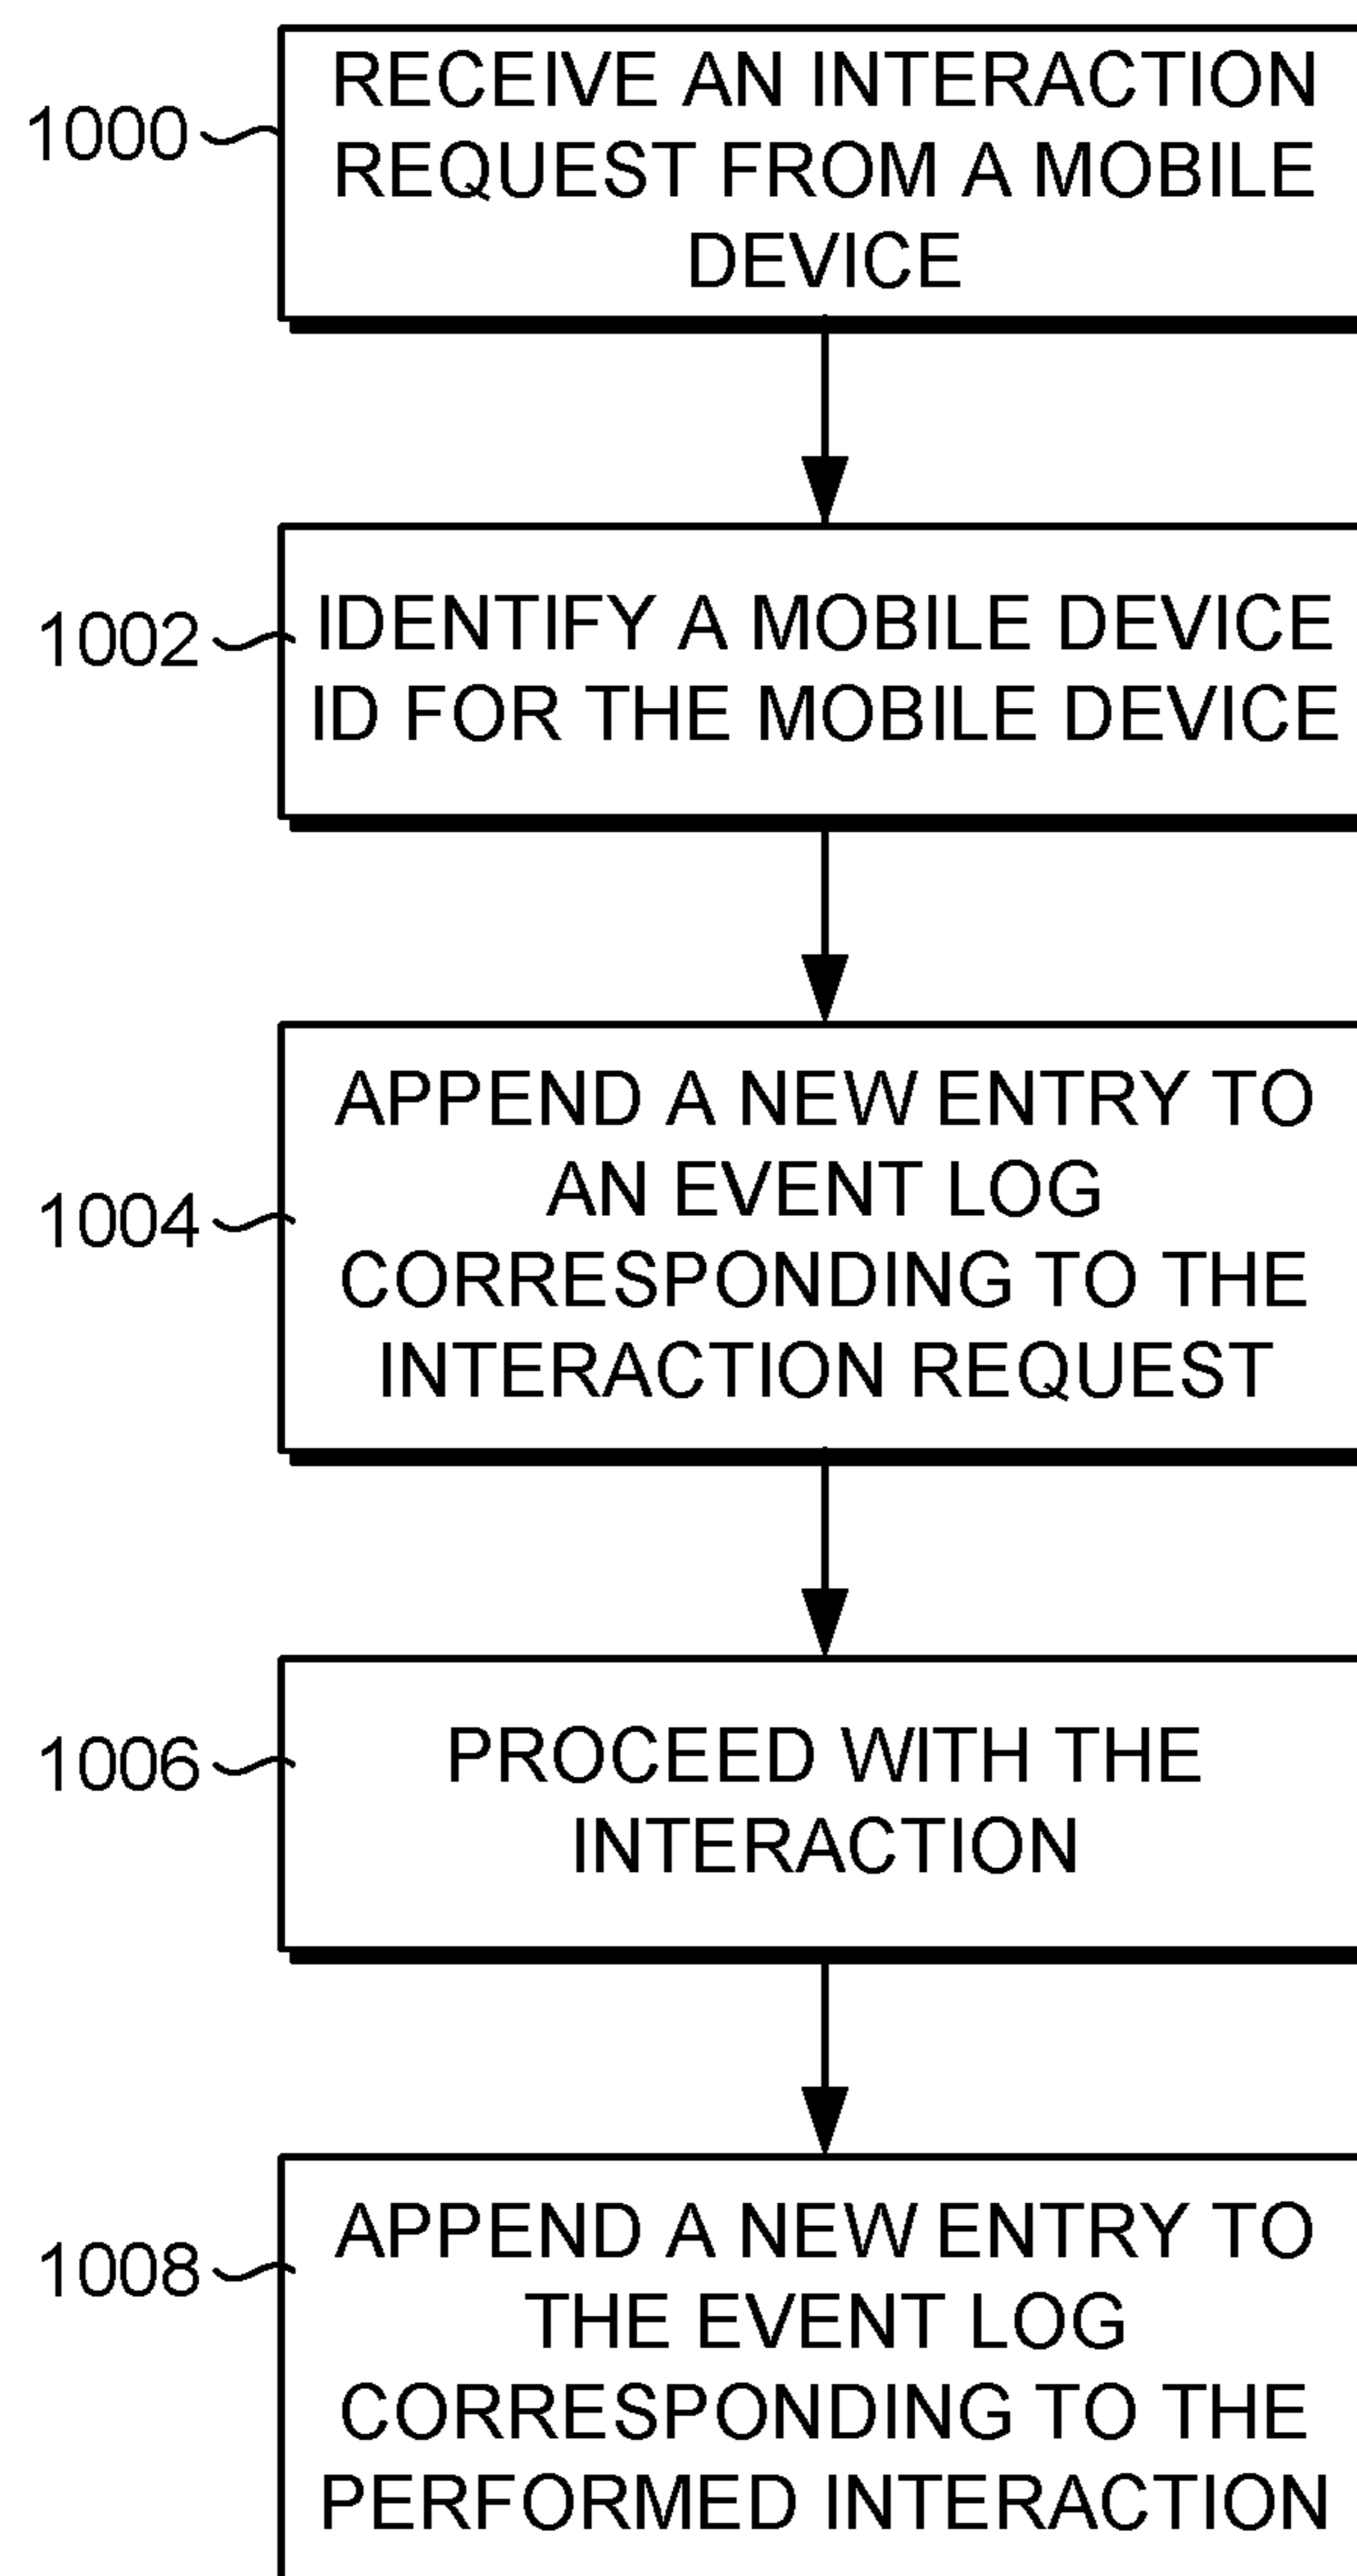 RECEIVE AN INTERACTION
1000
REQUEST FROM A MOBILE
DEVICE
1002
IDENTIFY A MOBILE DEVICE
ID FOR THE MOBILE DEVICE
APPEND A NEW ENTRY TO
AN EVENT LOG
1004
CORRESPONDING TO THE
INTERACTION REQUEST
1006
PROCEED WITH THE
INTERACTION
APPEND A NEW ENTRY TO
1008
THE EVENT LOG
CORRESPONDING TO THE
PERFORMED INTERACTION